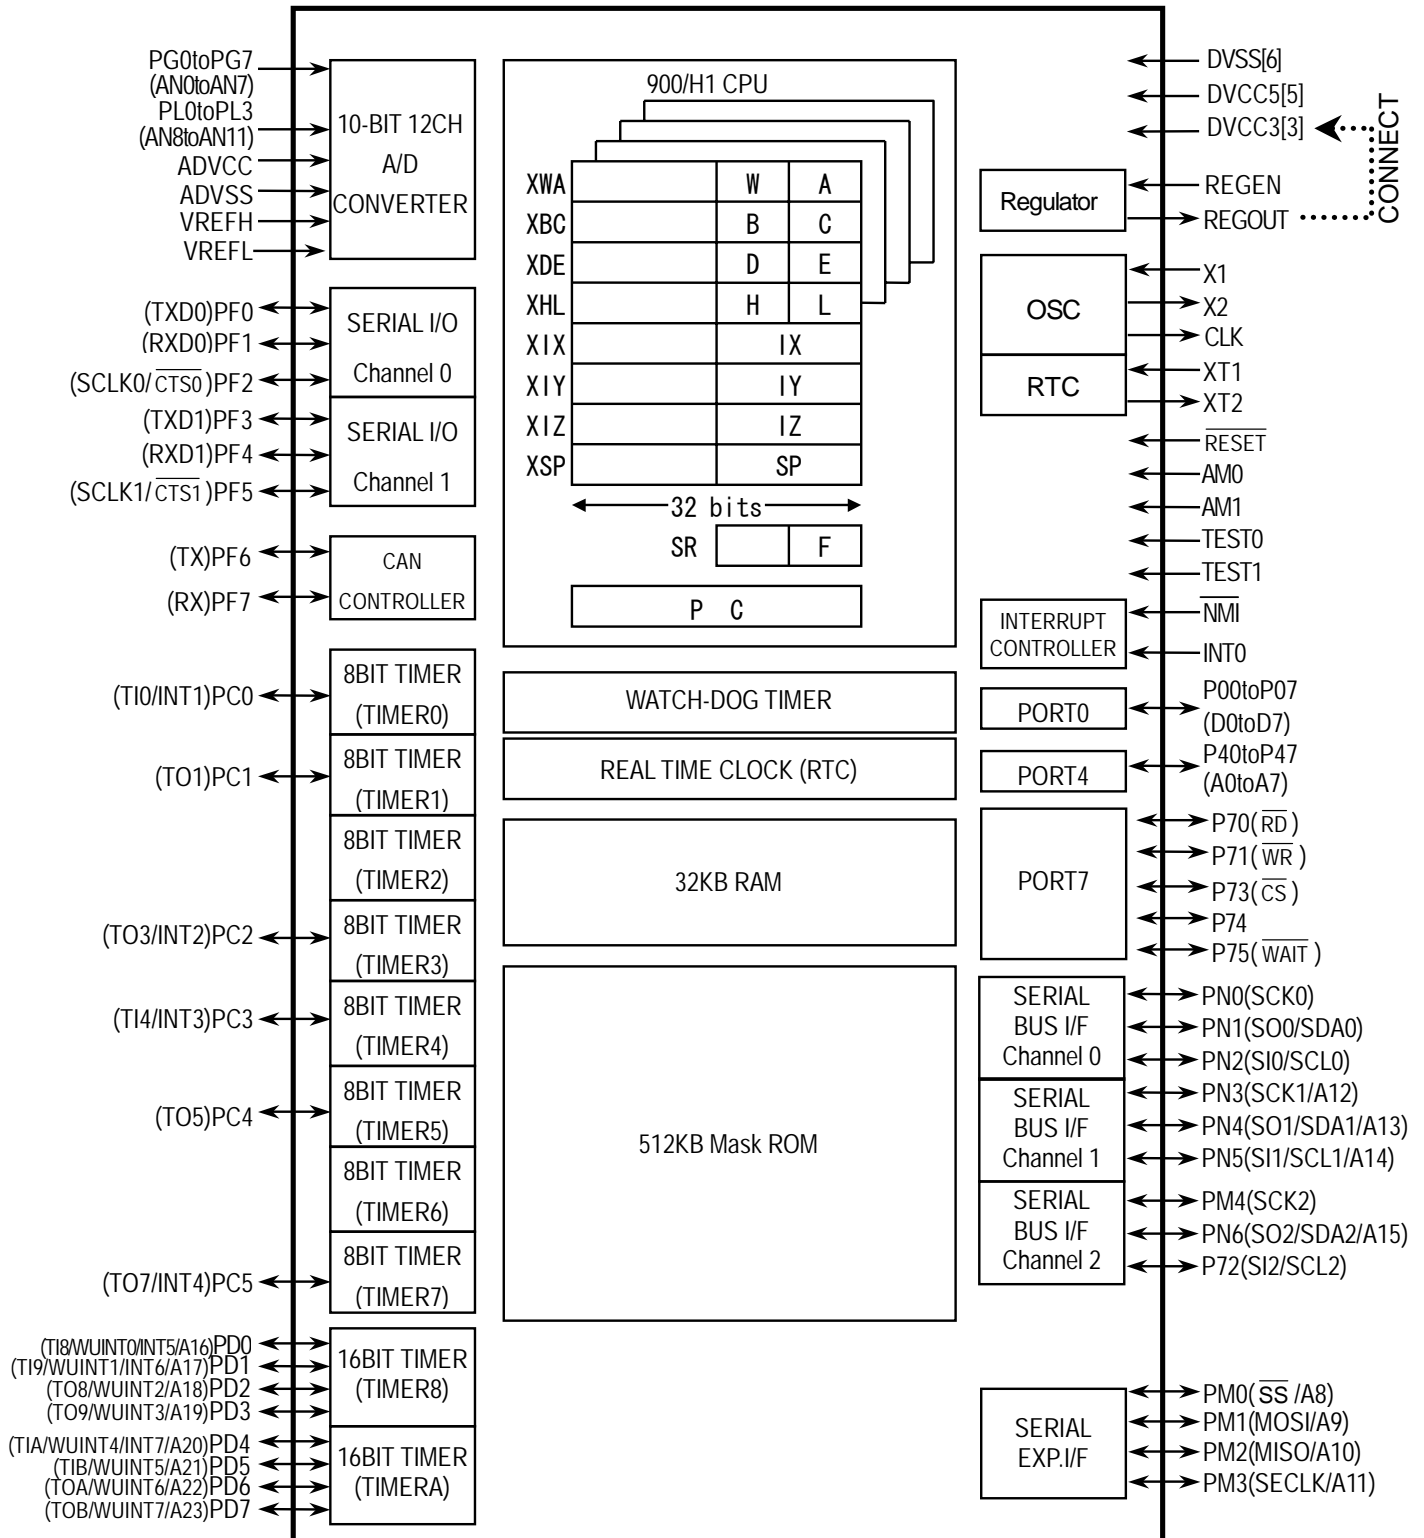 PG0toPG7
(AN0toAN7)
PL0toPL3
(AN8toAN11)
ADVCC
ADVSS
VREFH
VREFL
10-BIT 12CH
A/D
CONVERTER
(TXD0)PF0
(RXD0)PF1
(SCLK0/CTS0)PF2
SERIAL I/O
Channel 0
(TXD1)PF3
(RXD1)PF4
(SCLK1/CTS1)PF5
SERIAL I/O
Channel 1
(TX)PF6
(RX)PF7
CAN
CONTROLLER
(TI0/INT1)PC0
8BIT TIMER
(TIMER0)
(TO1)PC1
8BIT TIMER
(TIMER1)
8BIT TIMER
(TIMER2)
(TO3/INT2)PC2
8BIT TIMER
(TIMER3)
(TI4/INT3)PC3
8BIT TIMER
(TIMER4)
(TO5)PC4
8BIT TIMER
(TIMER5)
8BIT TIMER
(TIMER6)
(TO7/INT4)PC5
8BIT TIMER
(TIMER7)
(TI8/WUINT0/INT5/A16)PD0
(TI9/WUINT1/INT6/A17)PD1
(TO8/WUINT2/A18)PD2
(TO9/WUINT3/A19)PD3
16BIT TIMER
(TIMER8)
(TIA/WUINT4/INT7/A20)PD4
(TIB/WUINT5/A21)PD5
(TOA/WUINT6/A22)PD6
(TOB/WUINT7/A23)PD7
16BIT TIMER
(TIMERA)
900/H1 CPU
XWA W A
XBC B C
XDE D E
XHL H L
XIX IX
XIY IY
XIZ IZ
XSP SP
32 bits
SR F
P C
WATCH-DOG TIMER
REAL TIME CLOCK (RTC)
32KB RAM
512KB Mask ROM
DVSS[6]
DVCC5[5]
DVCC3[3]
CONNECT
Regulator
REGEN
REGOUT
OSC
X1
X2
CLK
RTC
XT1
XT2
RESET
AM0
AM1
TEST0
TEST1
INTERRUPT
CONTROLLER
NMI
INT0
PORT0
P00toP07
(D0toD7)
PORT4
P40toP47
(A0toA7)
PORT7
P70(RD)
P71(WR)
P73(CS)
P74
P75(WAIT)
SERIAL
BUS I/F
Channel 0
PN0(SCK0)
PN1(SO0/SDA0)
PN2(SI0/SCL0)
SERIAL
BUS I/F
Channel 1
PN3(SCK1/A12)
PN4(SO1/SDA1/A13)
PN5(SI1/SCL1/A14)
SERIAL
BUS I/F
Channel 2
PM4(SCK2)
PN6(SO2/SDA2/A15)
P72(SI2/SCL2)
SERIAL
EXP.I/F
PM0(SS/A8)
PM1(MOSI/A9)
PM2(MISO/A10)
PM3(SECLK/A11)